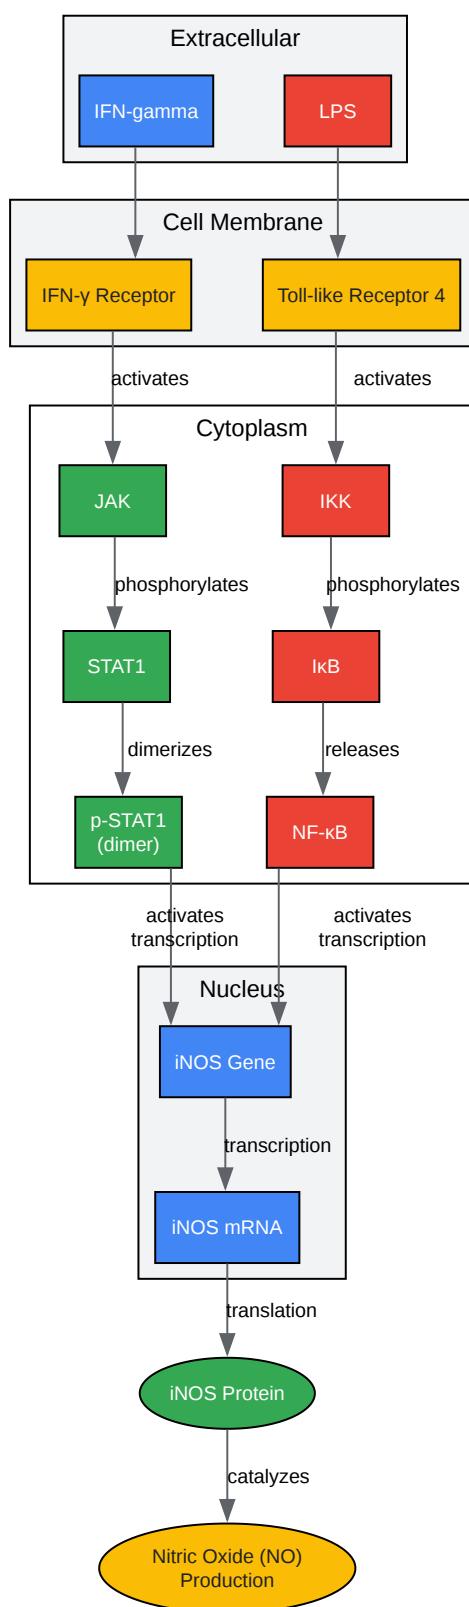 Extracellular
IFN-gamma
LPS
Cell Membrane
IFN-γ Receptor
Toll-like Receptor 4
activates
activates
Cytoplasm
JAK
IKK
phosphorylates
phosphorylates
STAT1
IκB
dimerizes
releases
p-STAT1
(dimer)
NF-κB
activates
transcription
activates
transcription
Nucleus
iNOS Gene
transcription
iNOS mRNA
translation
iNOS Protein
catalyzes
Nitric Oxide (NO)
Production